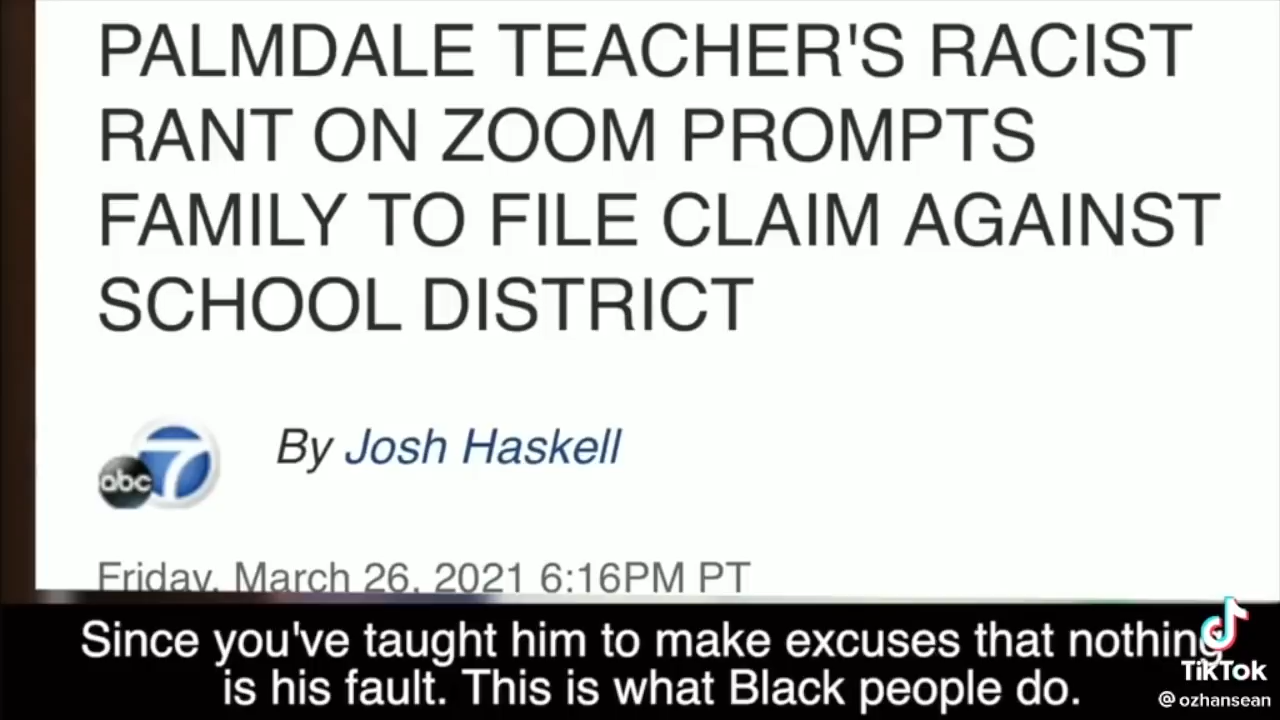 PALMDALE TEACHER'S RACIST
RANT ON ZOOM PROMPTS
FAMILY TO FILE CLAIM AGAINST
SCHOOL DISTRICT
abc 7
By Josh Haskell
Friday, March 26, 2021 6:16PM PT
Since you've taught him to make excuses that nothing
is his fault. This is what Black people do.
TikTok
@ozhansean